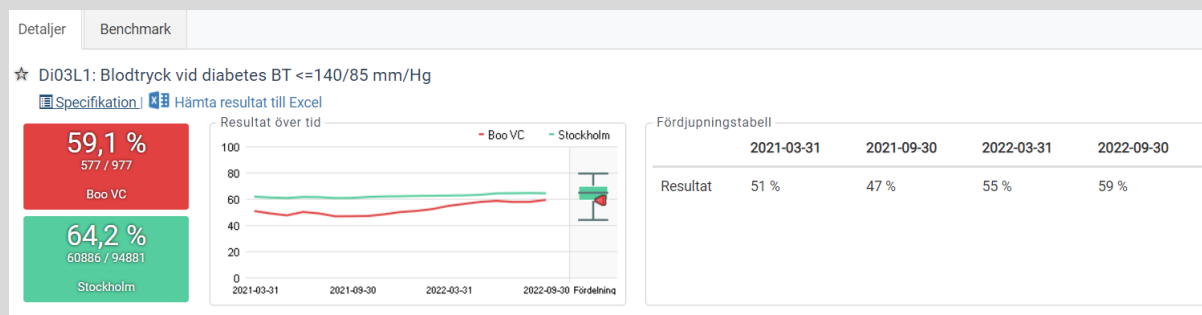 Detaljer Benchmark
Di03L1: Blodtryck vid diabetes BT <=140/85 mm/Hg
Specifikation | Hämta resultat till Excel
59,1 %
577 / 977
Boo VC
64,2 %
60886 / 94881
Stockholm
Resultat över tid
Boo VC Stockholm
100
80
60
40
20
0
2021-03-31 2021-09-30 2022-03-31 2022-09-30 Fördelning
Fördjupningstabell
2021-03-31 2021-09-30 2022-03-31 2022-09-30
Resultat 51 % 47 % 55 % 59 %